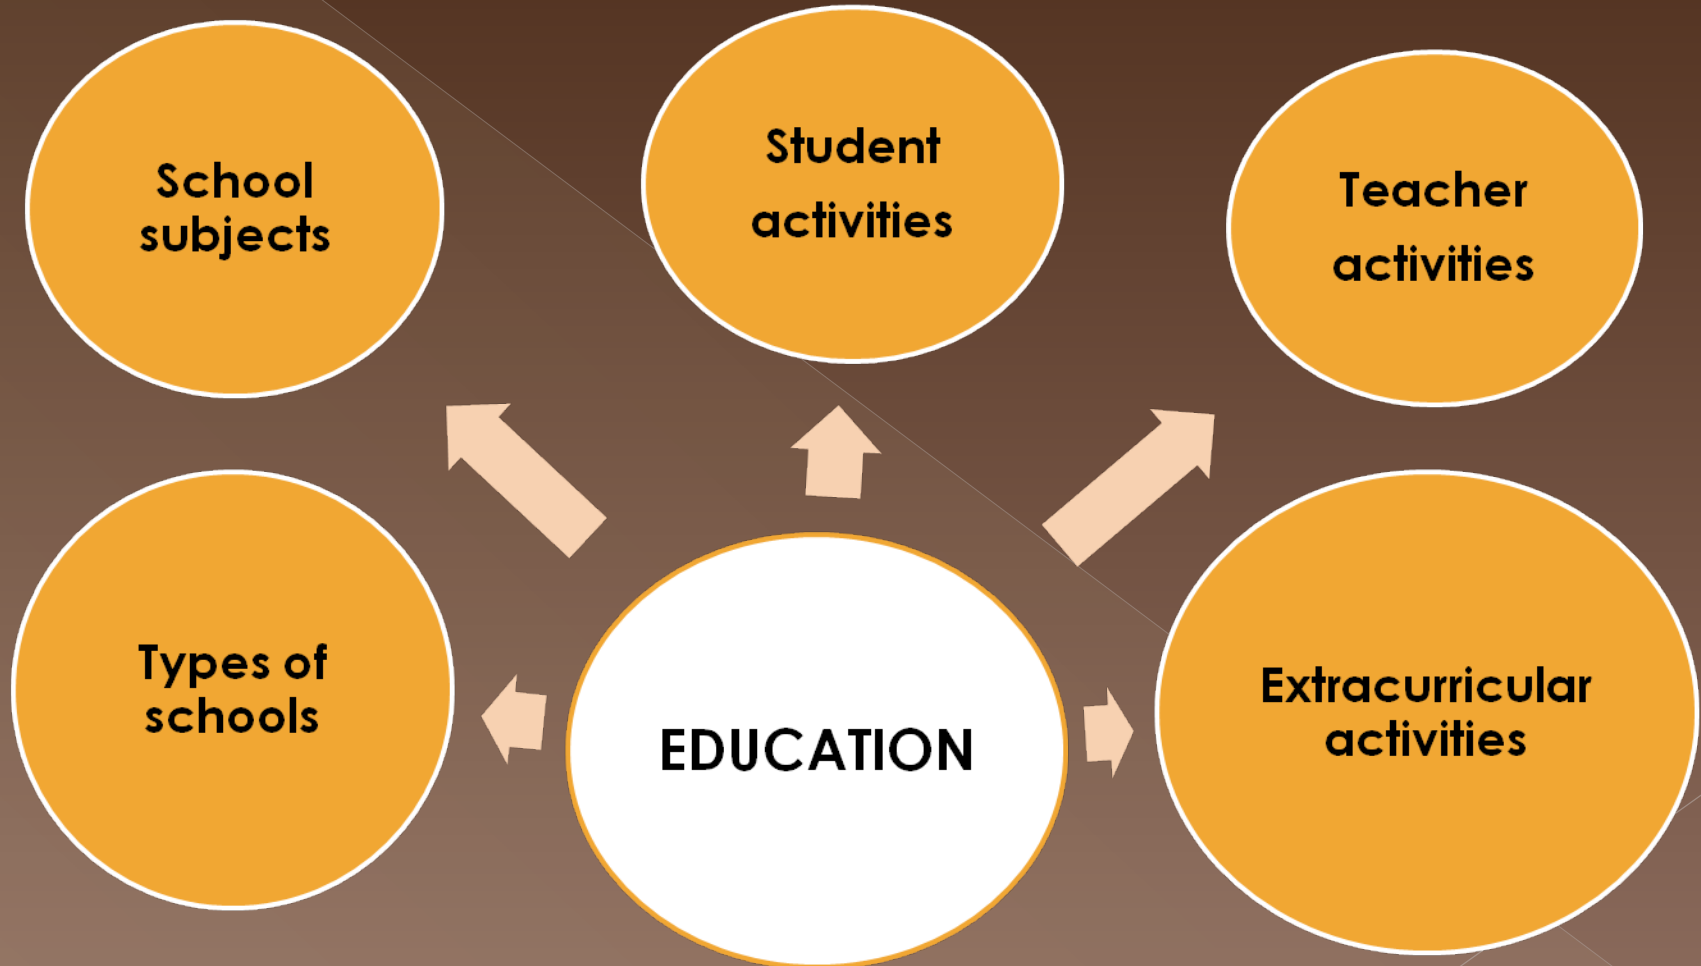 School
subjects
Student
activities
Teacher
activities
Types of
schools
EDUCATION
Extracurricular
activities